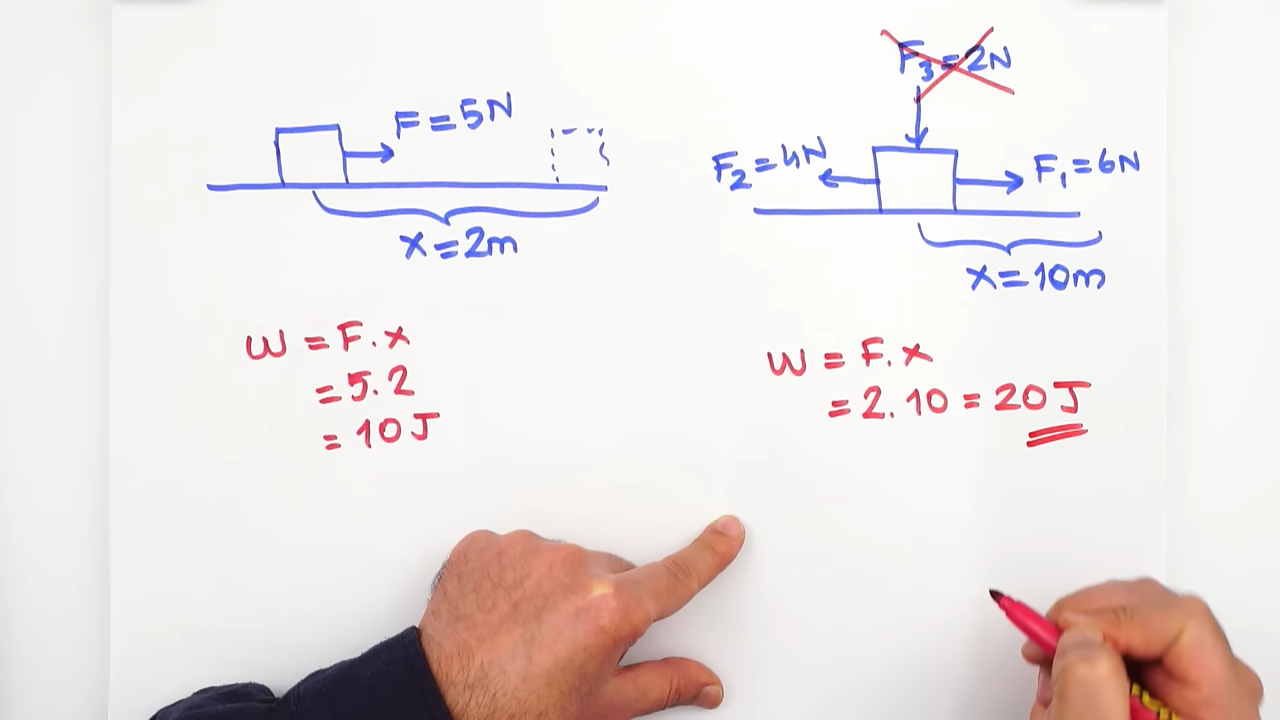 F = 5N
x = 2m
W = F.x
= 5.2
= 10J
F₃ = 2N
F₂ = 4N
F₁ = 6N
x = 10m
W = F.x
= 2.10 = 20J